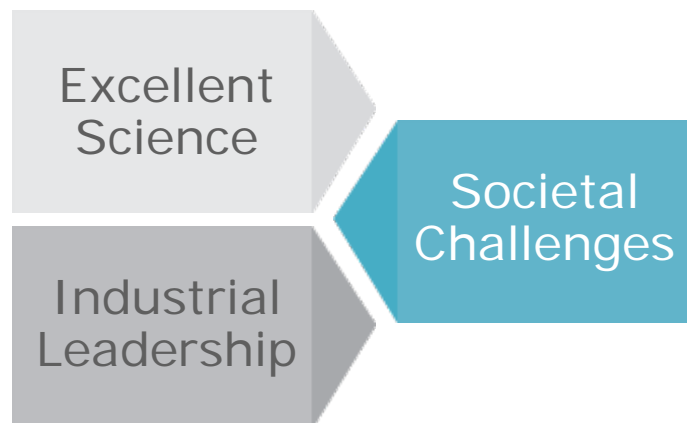 Excellent
Science
Societal
Challenges
Industrial
Leadership